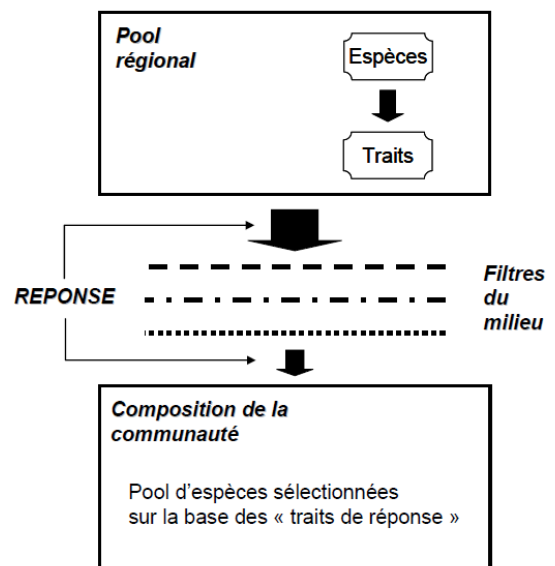 Pool
régional
Espèces
Traits
REPONSE
Filtres
du
milieu
Composition de la
communauté
Pool d'espèces sélectionnées
sur la base des « traits de réponse »